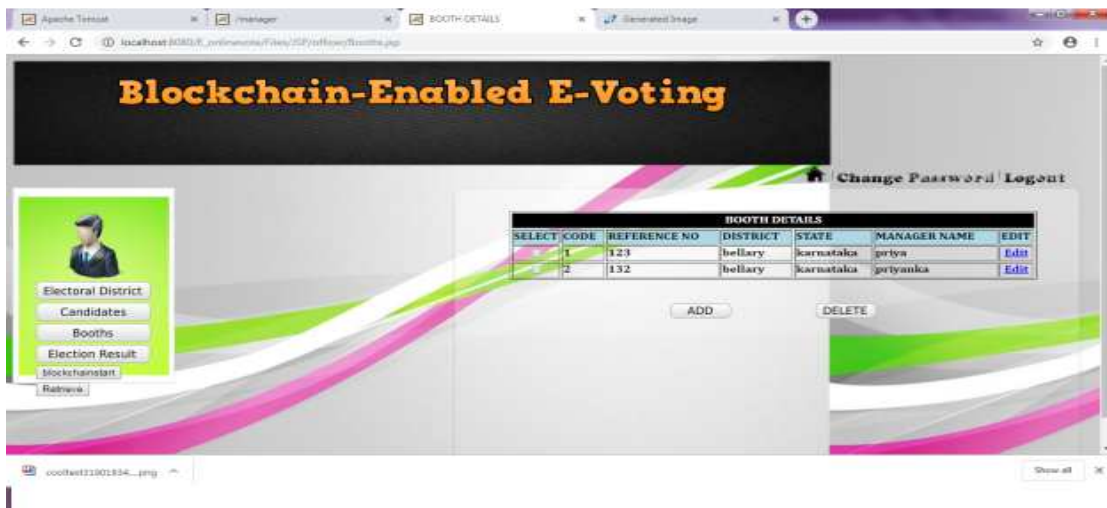 Apache Tomcat /manager BOOTH DETAILS Generated Image
Blockchain-Enabled E-Voting
Change Password Logout
BOOTH DETAILS
SELECT CODE REFERENCE NO DISTRICT STATE MANAGER NAME EDIT
1 123 bellary karnataka priya Edit
2 132 bellary karnataka priyanka Edit
ADD DELETE
Electoral District
Candidates
Booths
Election Result
blockchainstart
Retrieve
Show all